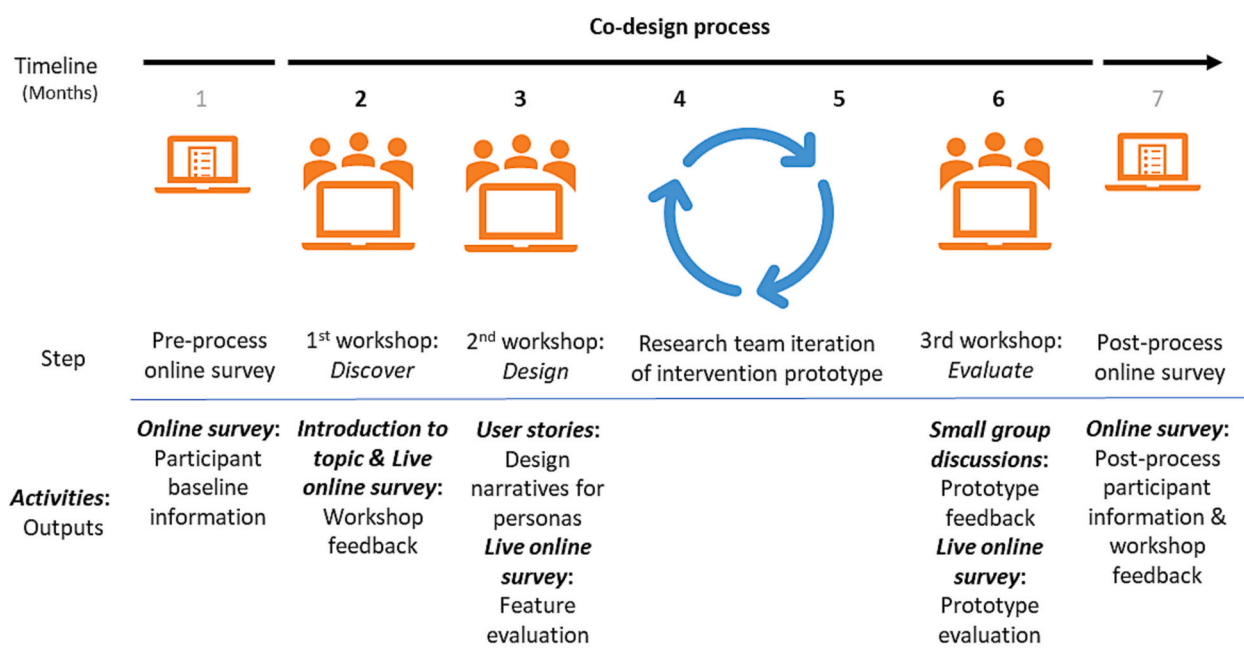 Co-design process
Timeline
(Months)
1 2 3 4 5 6 7
Step
Pre-process
online survey
1st workshop:
Discover
2nd workshop:
Design
Research team iteration
of intervention prototype
3rd workshop:
Evaluate
Post-process
online survey
Activities:
Outputs
Online survey:
Participant
baseline
information
Introduction to
topic & Live
online survey:
Workshop
feedback
User stories:
Design
narratives for
personas
Live online
survey:
Feature
evaluation
Small group
discussions:
Prototype
feedback
Live online
survey:
Prototype
evaluation
Online survey:
Post-process
participant
information &
workshop
feedback